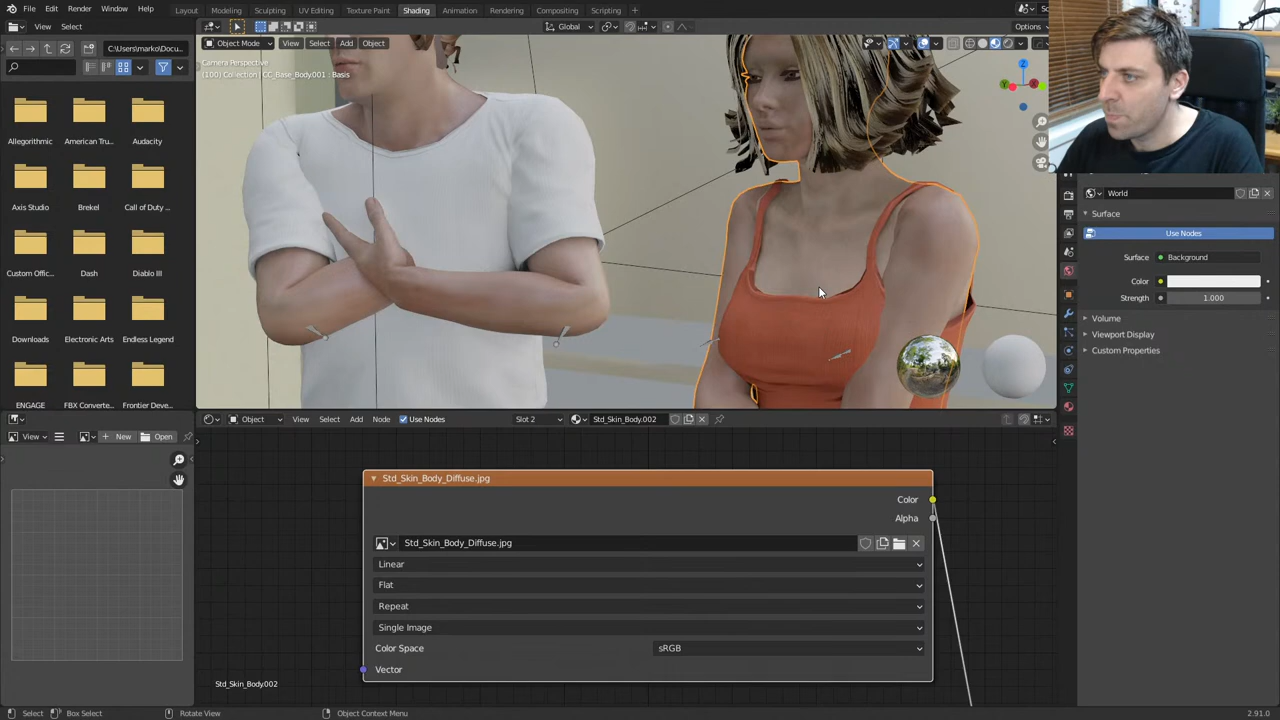 File Edit Render Window Help
Layout Modeling Sculpting UV Editing Texture Paint Shading Animation Rendering Compositing Scripting
View Select
Global
Options
C:\Users\marko\Docu...
Object Mode View Select Add Object
Camera Perspective
(100) Collection | CC_Base_Body.001 : Basis
Z
Y
X
Allegorithmic American Tru... Audacity
Axis Studio Brekel Call of Duty ...
Custom Offic... Dash Diablo III
Downloads Electronic Arts Endless Legend
EXE ENGAGE FBX Converte... Frontier Deve...
World
Surface
Use Nodes
Surface Background
Color
Strength 1.000
Volume
Viewport Display
Custom Properties
Object View Select Add Node Use Nodes Slot 2 Std_Skin_Body.002
View New Open
Std_Skin_Body_Diffuse.jpg
Color
Alpha
Std_Skin_Body_Diffuse.jpg
Linear
Flat
Repeat
Single Image
Color Space sRGB
Vector
Std_Skin_Body.002
Select Box Select Rotate View Object Context Menu 2.91.0